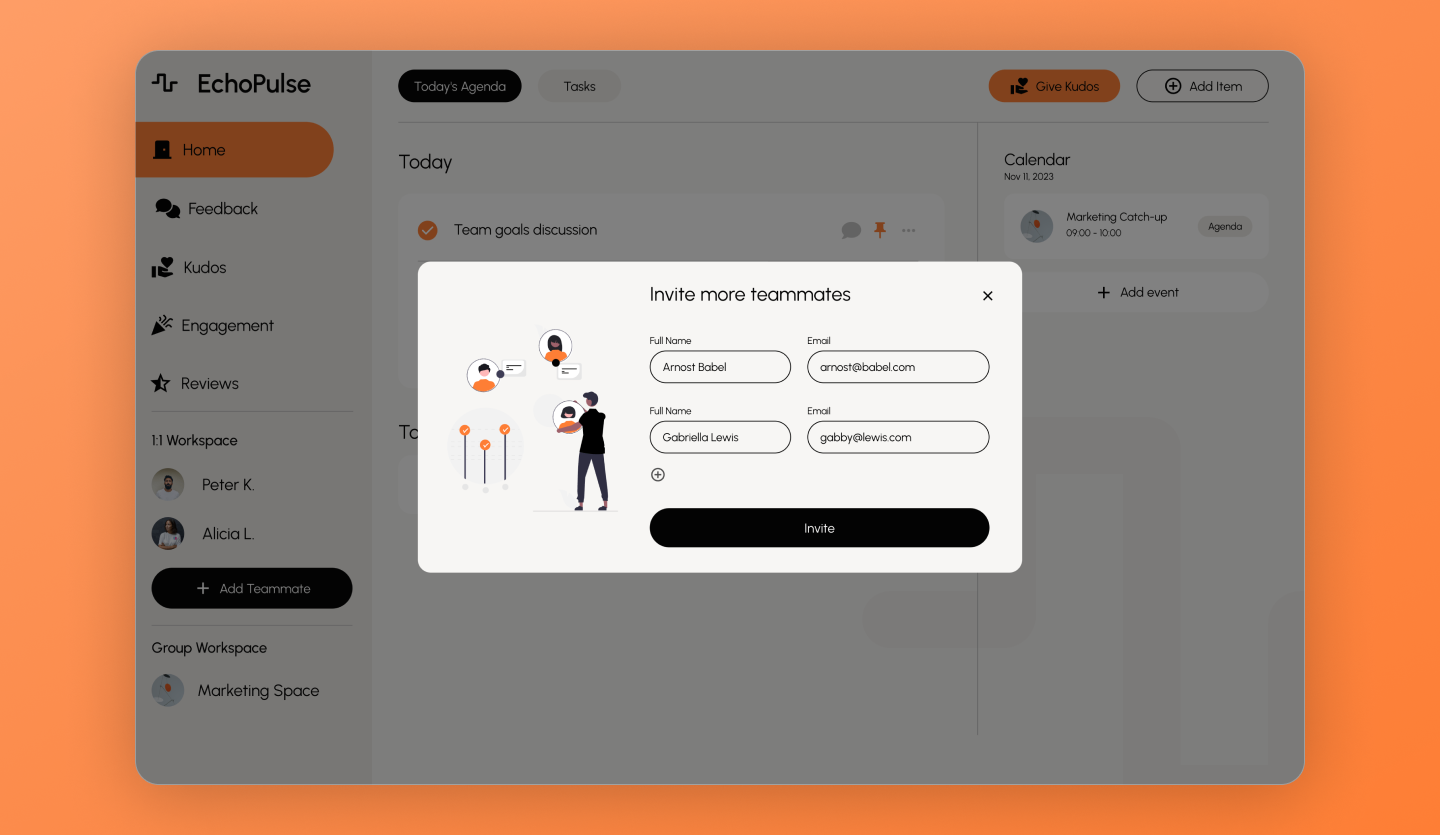 EchoPulse
Home
Feedback
Kudos
Engagement
Reviews
1:1 Workspace
Peter K.
Alicia L.
Add Teammate
Group Workspace
Marketing Space
Today's Agenda
Tasks
Give Kudos
Add Item
Today
Team goals discussion
To
Calendar
Nov 11, 2023
Marketing Catch-up
09:00 - 10:00
Agenda
Add event
Invite more teammates
Full Name
Email
Arnost Babel
arnost@babel.com
Full Name
Email
Gabriella Lewis
gabby@lewis.com
Invite